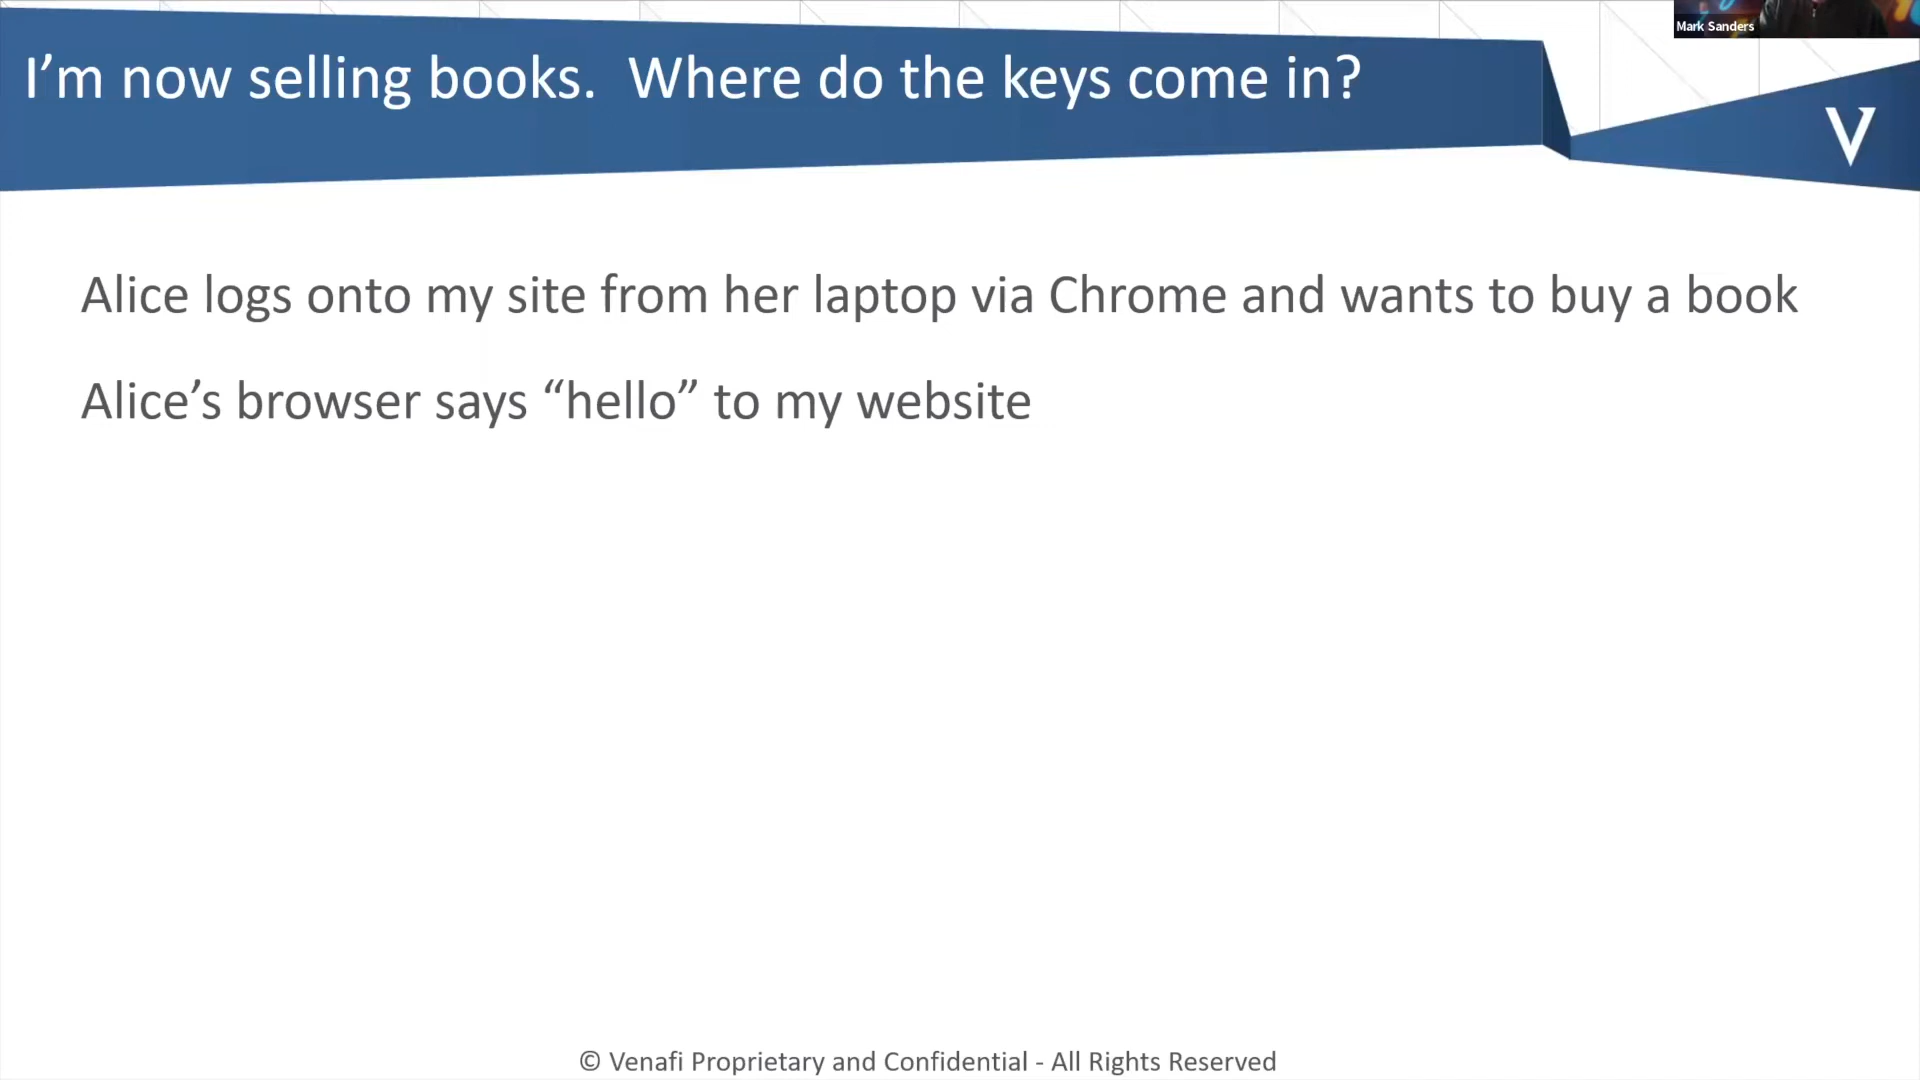 Mark Sanders
I’m now selling books.  Where do the keys come in?
V
Alice logs onto my site from her laptop via Chrome and wants to buy a book
Alice’s browser says “hello” to my website
© Venafi Proprietary and Confidential - All Rights Reserved